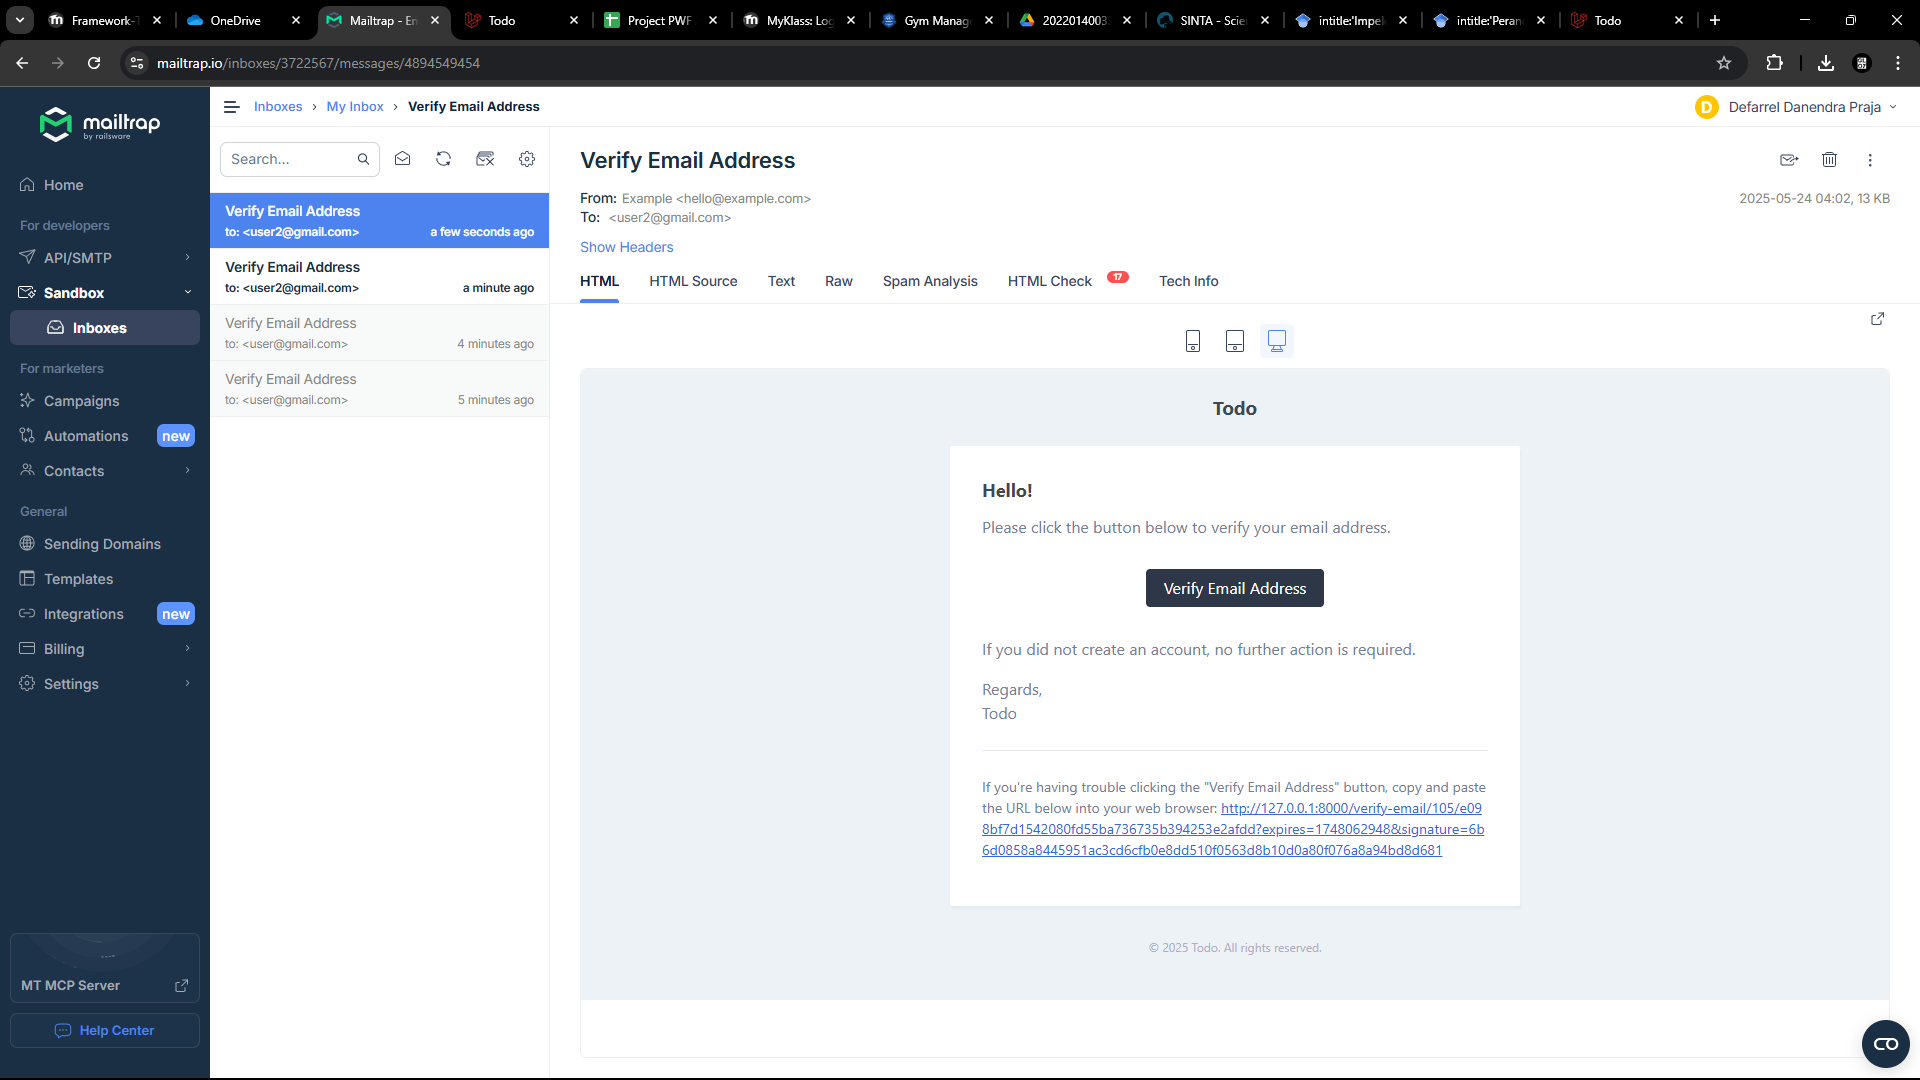 Framework-T
OneDrive
Mailtrap - Em
Todo
Project PWF
MyKlass: Log
Gym Manag
2022014003
SINTA - Scien
intitle:'Impel
intitle:'Peran
Todo
mailtrap.io/inboxes/3722567/messages/4894549454
mailtrap
by railsware
Home
For developers
API/SMTP
Sandbox
Inboxes
For marketers
Campaigns
Automations new
Contacts
General
Sending Domains
Templates
Integrations new
Billing
Settings
MT MCP Server
Help Center
Inboxes › My Inbox › Verify Email Address
D Defarrel Danendra Praja
Search...
Verify Email Address
to: <user2@gmail.com> a few seconds ago
Verify Email Address
to: <user2@gmail.com> a minute ago
Verify Email Address
to: <user@gmail.com> 4 minutes ago
Verify Email Address
to: <user@gmail.com> 5 minutes ago
Verify Email Address
From: Example <hello@example.com>
2025-05-24 04:02, 13 KB
To: <user2@gmail.com>
Show Headers
HTML HTML Source Text Raw Spam Analysis HTML Check 17 Tech Info
Todo
Hello!
Please click the button below to verify your email address.
Verify Email Address
If you did not create an account, no further action is required.
Regards,
Todo
If you're having trouble clicking the "Verify Email Address" button, copy and paste
the URL below into your web browser: http://127.0.0.1:8000/verify-email/105/e09
8bf7d1542080fd55ba736735b394253e2afdd?expires=1748062948&signature=6b
6d0858a8445951ac3cd6cfb0e8dd510f0563d8b10d0a80f076a8a94bd8d681
© 2025 Todo. All rights reserved.